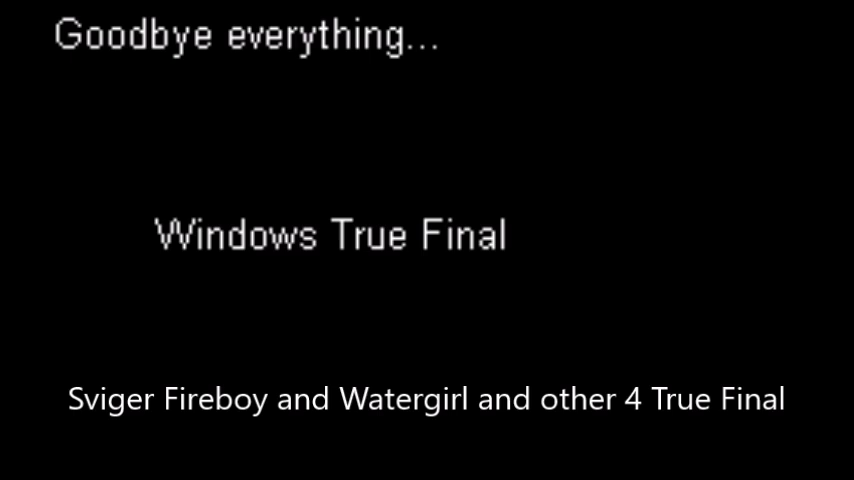 Goodbye everything...
Windows True Final
Sviger Fireboy and Watergirl and other 4 True Final